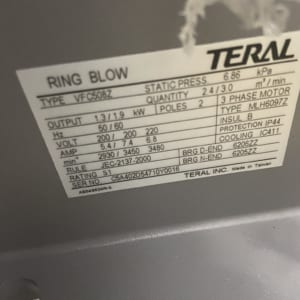 TERAL
RING BLOW
TYPE VFC508Z STATIC PRESS 6.86 kPa
QUANTITY 2.4/3.0 m³/min
OUTPUT 1.3/1.9 kW POLES 2 3 PHASE MOTOR
Hz 50/60 TYPE MLH6097Z
VOLT 200/ 200 220 INSUL B
AMP 5.4/ 7.4 6.8 PROTECTION IP44
min⁻¹ 2930/ 3450 3480 COOLING IC411
RULE JEC-2137-2000 BRG D-END 6205ZZ
RATING S1 BRG N-END 6205ZZ
SERIAL NO. TERAL INC. Made in Taiwan